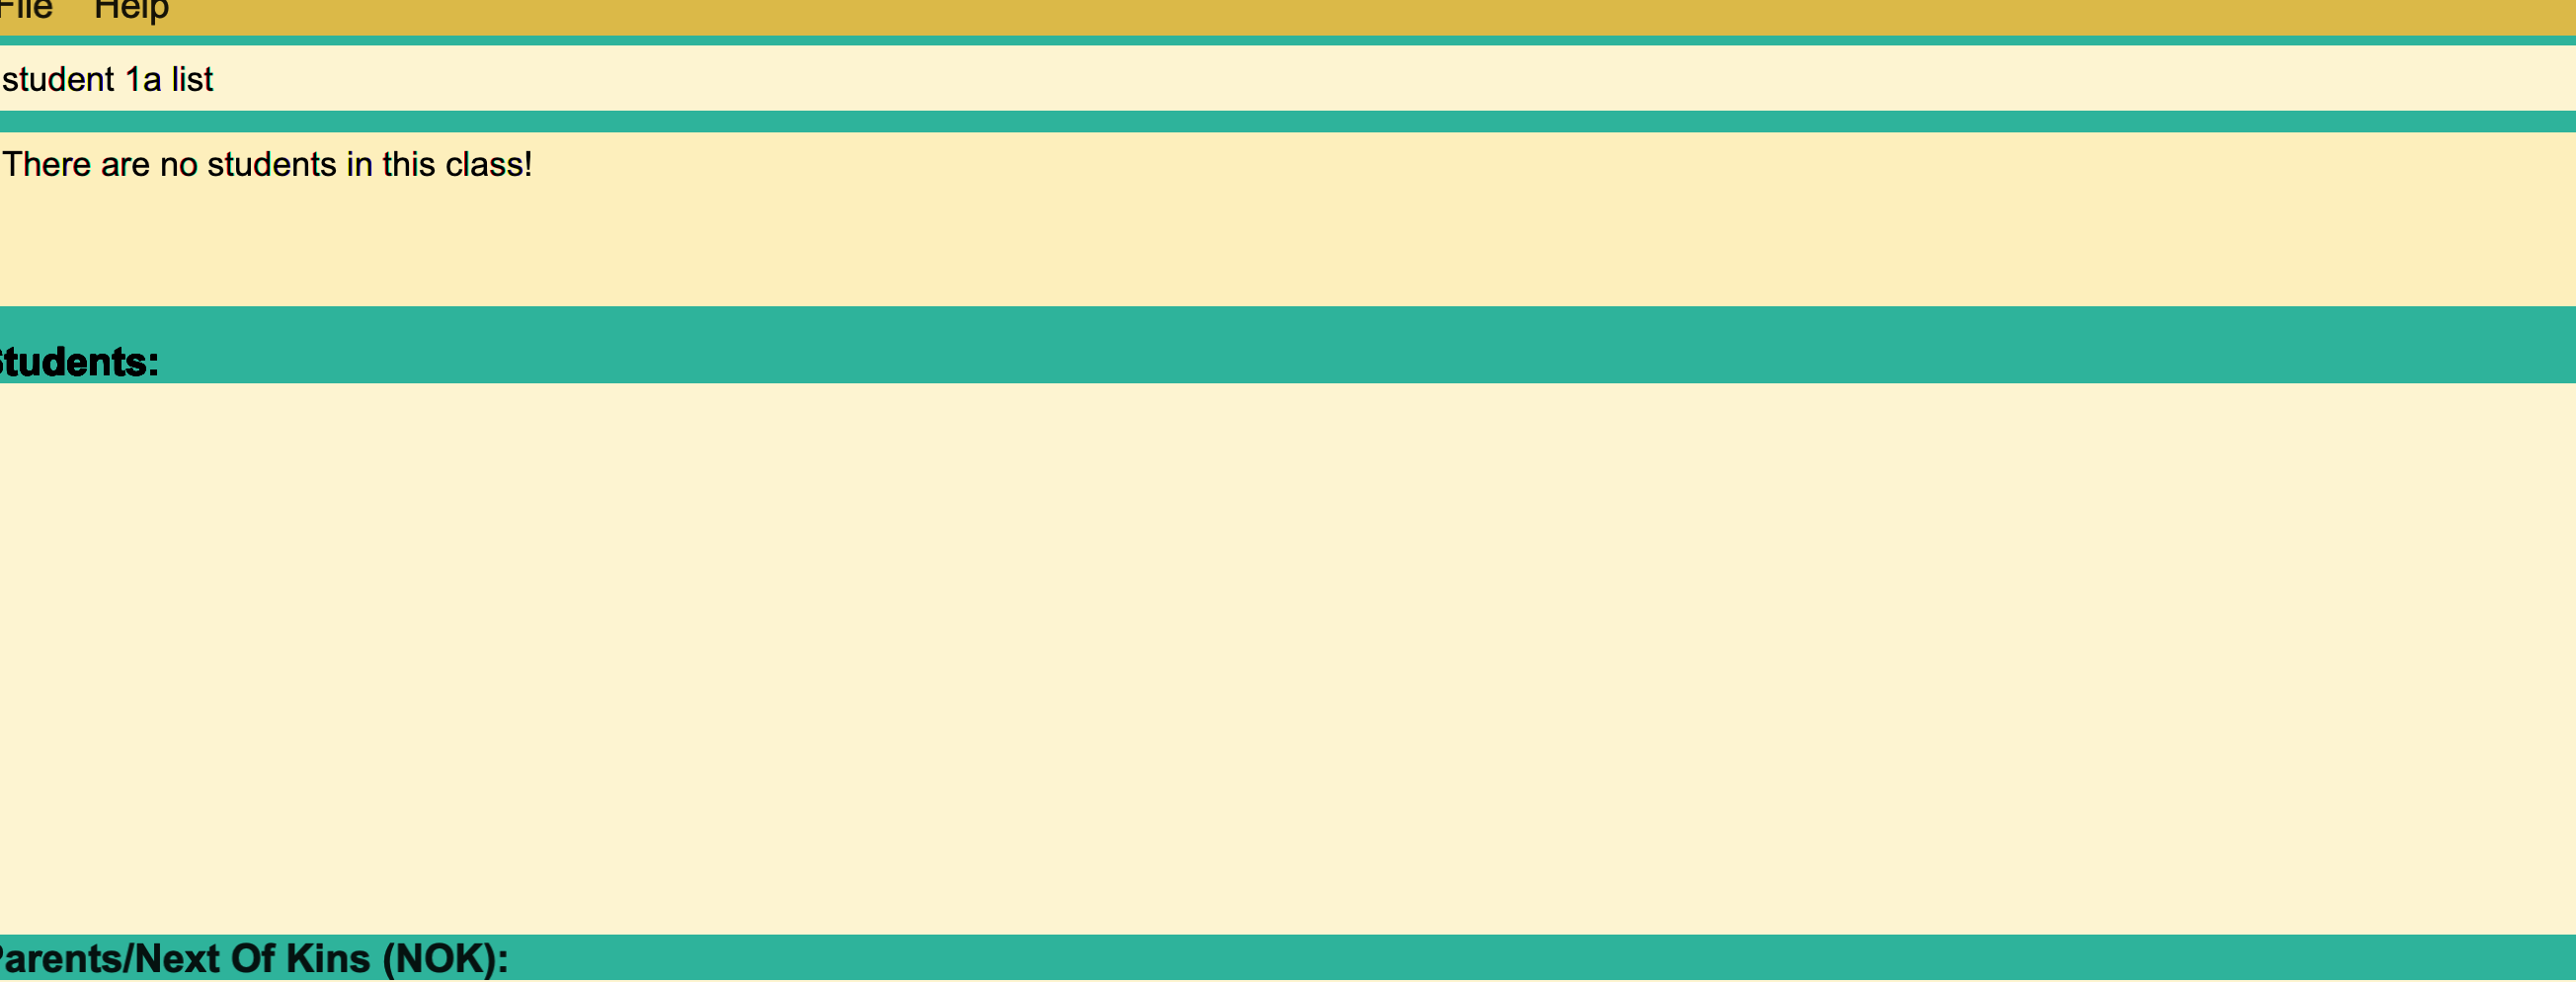 File Help
student 1a list
There are no students in this class!
Students:
Parents/Next Of Kins (NOK):